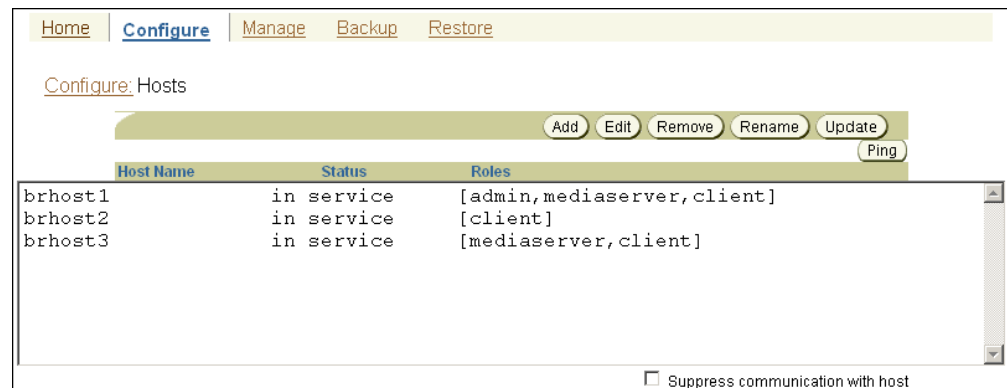 Home Configure Manage Backup Restore
Configure: Hosts
Add Edit Remove Rename Update
Ping
Host Name Status Roles
brhost1 in service [admin,mediaserver,client]
brhost2 in service [client]
brhost3 in service [mediaserver,client]
Suppress communication with host